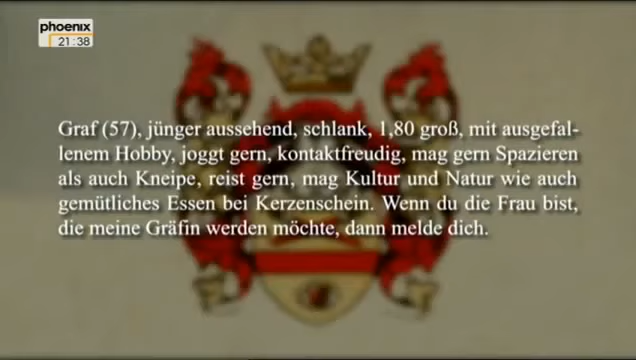 phoenix
21:38
Graf (57), jünger aussehend, schlank, 1,80 groß, mit ausgefal-
lenem Hobby, joggt gern, kontaktfreudig, mag gern Spazieren
als auch Kneipe, reist gern, mag Kultur und Natur wie auch
gemütliches Essen bei Kerzenschein. Wenn du die Frau bist,
die meine Gräfin werden möchte, dann melde dich.